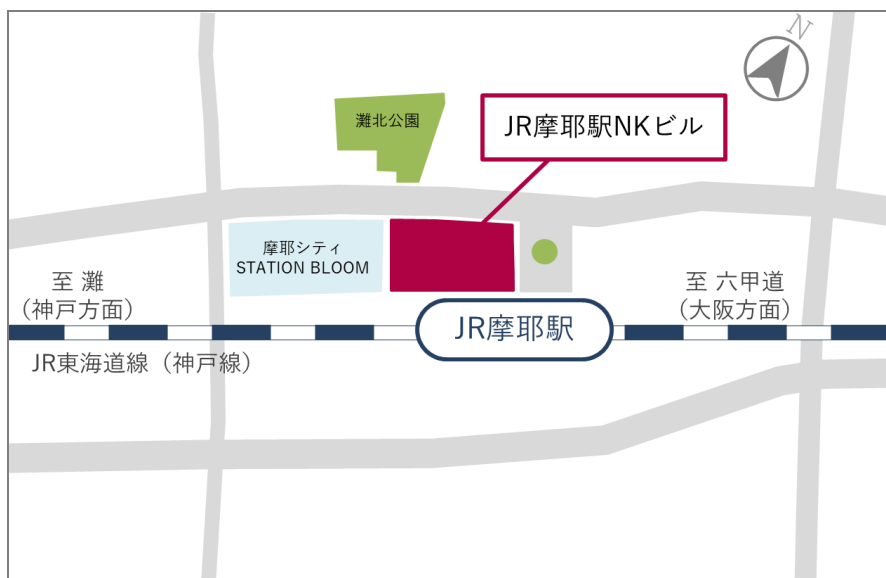 N
灘北公園
JR摩耶駅NKビル
摩耶シティ
STATION BLOOM
至 灘
(神戸方面)
至 六甲道
(大阪方面)
JR摩耶駅
JR東海道線（神戸線）